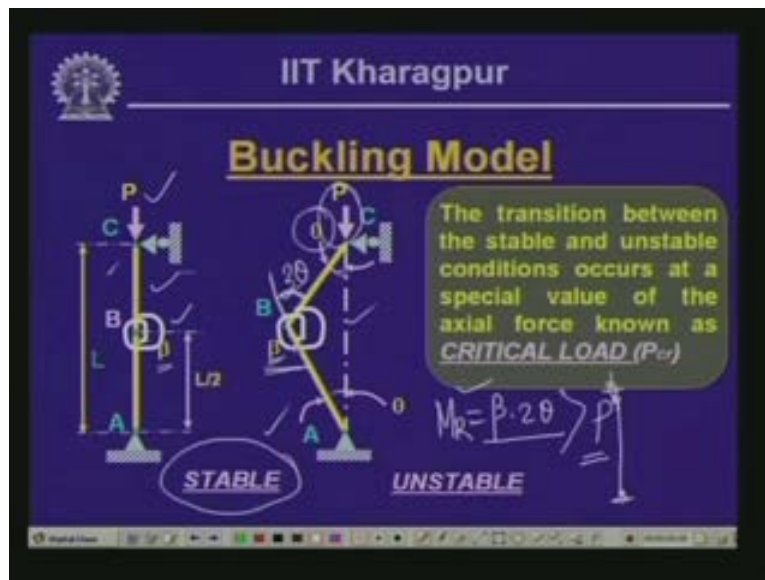 IIT Kharagpur
Buckling Model
P
C
B
β
L
L/2
A
STABLE
P
C
θ
2θ
B
β
A
θ
UNSTABLE
The transition between
the stable and unstable
conditions occurs at a
special value of the
axial force known as
CRITICAL LOAD (Pcr)
M_R = β·2θ > P